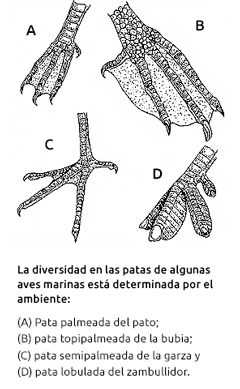 A
B
C
D
La diversidad en las patas de algunas
aves marinas está determinada por el
ambiente:
(A) Pata palmeada del pato;
(B) pata topipalmeada de la bubia;
(C) pata semipalmeada de la garza y
(D) pata lobulada del zambullidor.